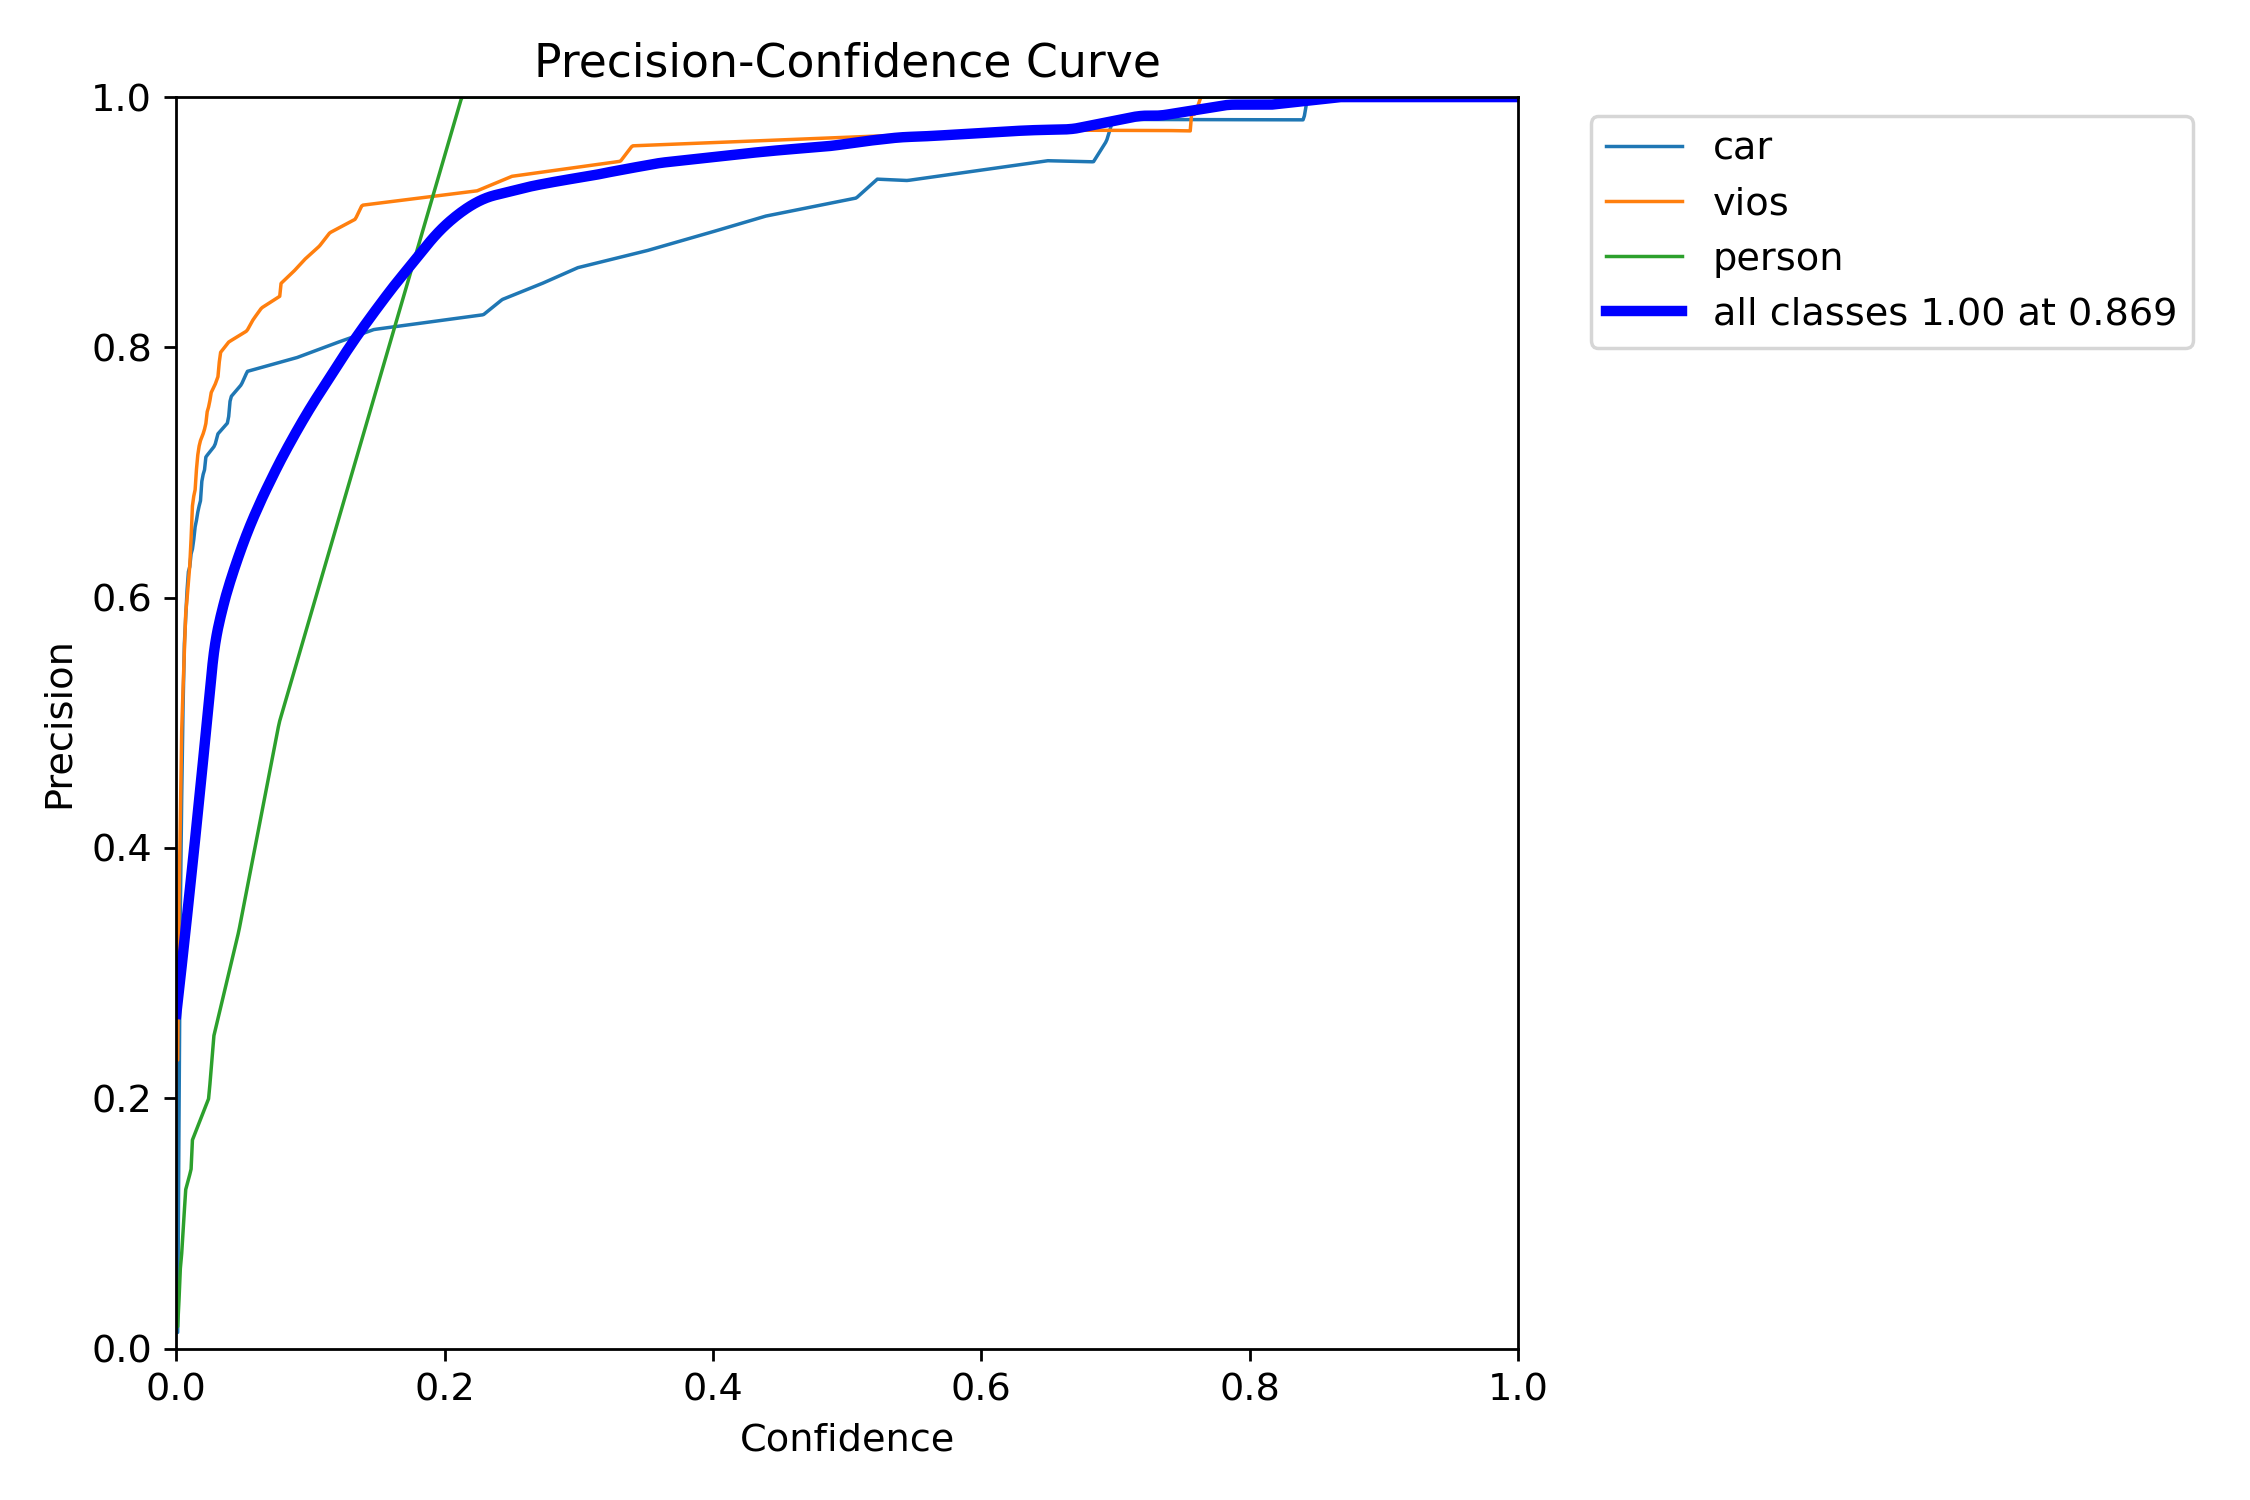 Precision-Confidence Curve
1.0
0.8
0.6
0.4
0.2
0.0
Precision
0.0 0.2 0.4 0.6 0.8 1.0
Confidence
car
vios
person
all classes 1.00 at 0.869